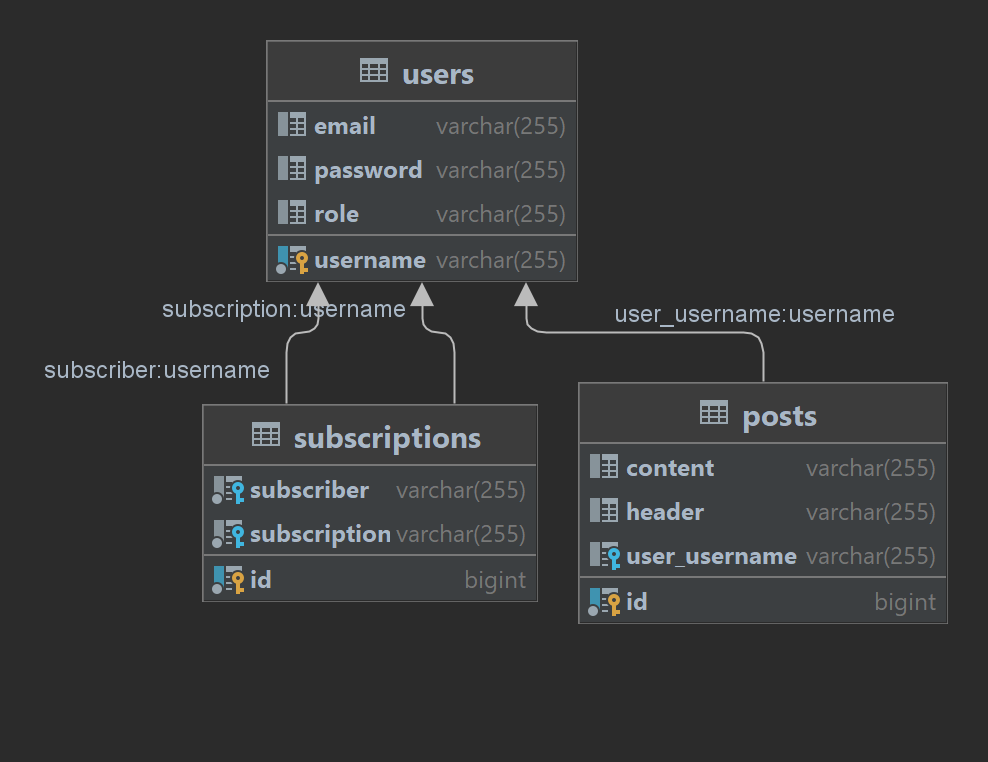 users
email varchar(255)
password varchar(255)
role varchar(255)
username varchar(255)
subscription:username
user_username:username
subscriber:username
subscriptions
subscriber varchar(255)
subscription varchar(255)
id bigint
posts
content varchar(255)
header varchar(255)
user_username varchar(255)
id bigint